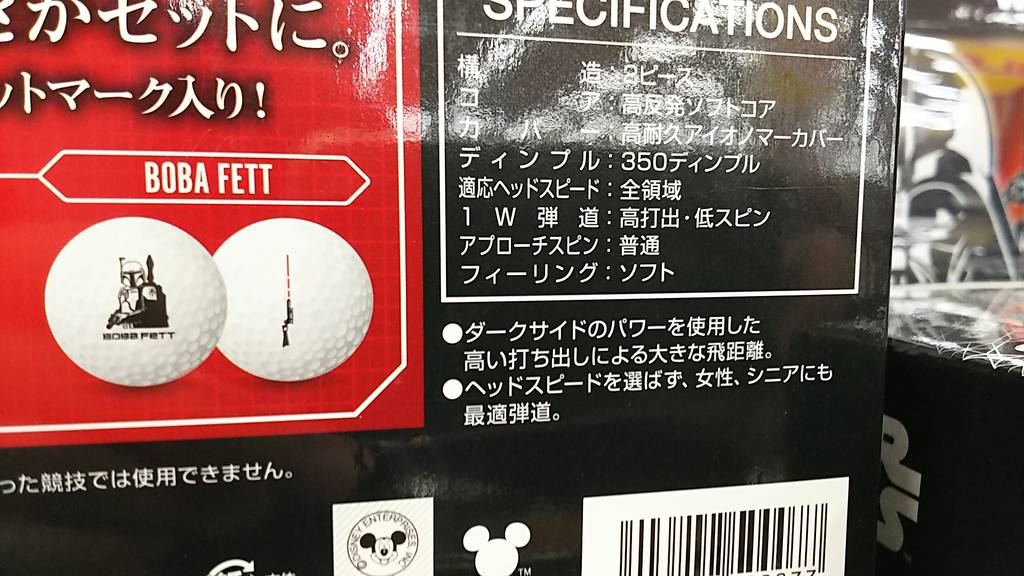 かセットに。
ットマーク入り!
BOBA FETT
BOBA FETT
SPECIFICATIONS
構造:2ピース
コア:高反発ソフトコア
カバー:高耐久アイオノマーカバー
ディンプル:350ディンプル
適応ヘッドスピード:全領域
1W弾道:高打出・低スピン
アプローチスピン:普通
フィーリング:ソフト
●ダークサイドのパワーを使用した
高い打ち出しによる大きな飛距離。
●ヘッドスピードを選ばず、女性、シニアにも
最適弾道。
った競技では使用できません。
©DISNEY ENTERPRISES INC.
TM